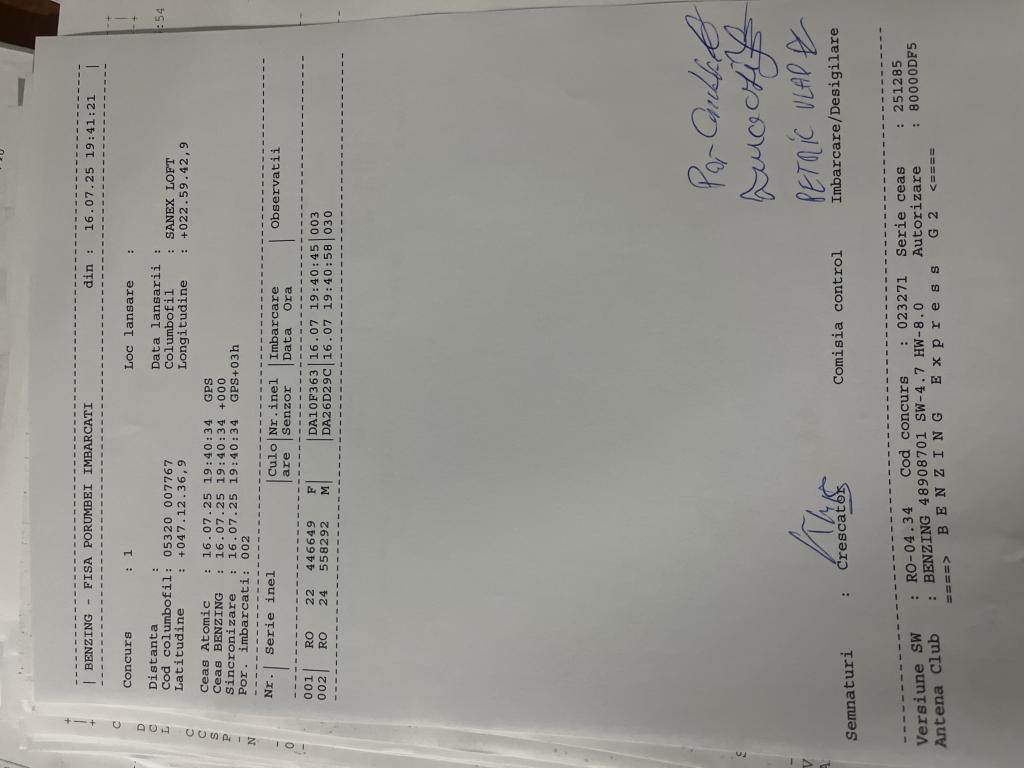 | BENZING - FISA PORUMBEI IMBARCATI din : 16.07.25 19:41:21 |
Concurs : 1 Loc lansare :
Distanta : Data lansarii :
Cod columbofil: 05320 007767 Columbofil : SANEX LOFT
Latitudine : +047.12.36,9 Longitudine : +022.59.42,9
Ceas Atomic : 16.07.25 19:40:34 GPS
Ceas BENZING : 16.07.25 19:40:34 +000
Sincronizare : 16.07.25 19:40:34 GPS+03h
Por. imbarcati: 002
Nr.| Serie inel |Culo|Nr.inel |Imbarcare | Observatii
| |are |Senzor |Data Ora |
001| RO 22 446649 F| |DA10F363|16.07 19:40:45|003
002| RO 24 558292 M| |DA26D29C|16.07 19:40:58|030
PETRIC VLAD
Semnaturi : Crescator Comisia control Imbarcare/Desigilare
Versiune SW : RO-04.34 Cod concurs : 023271 Serie ceas : 251285
Antena Club : BENZING 48908701 SW-4.7 HW-8.0 Autorizare : 80000DF5
====> B E N Z I N G E x p r e s s G 2 <====